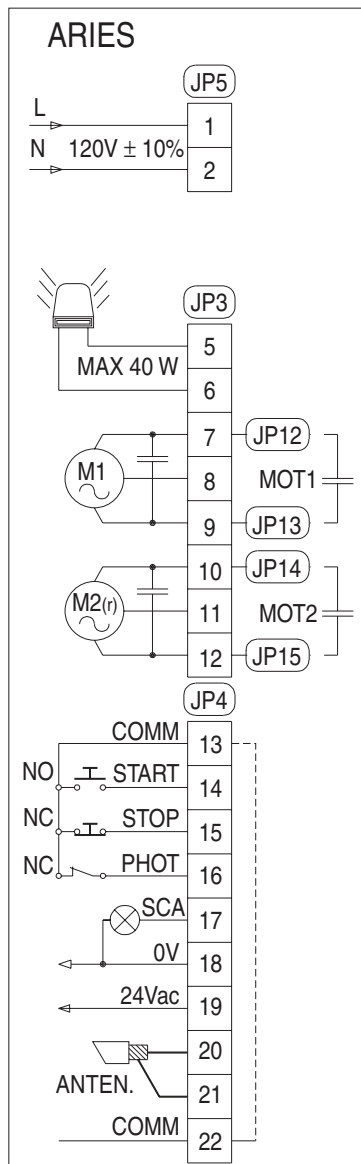 ARIES
JP5
L
1
N 120V ± 10%
2
JP3
5
MAX 40 W
6
7 JP12
M1 8 MOT1
9 JP13
10 JP14
M2(r) 11 MOT2
12 JP15
JP4
COMM 13
NO START 14
NC STOP 15
NC PHOT 16
SCA 17
0V 18
24Vac 19
20
ANTEN. 21
COMM 22